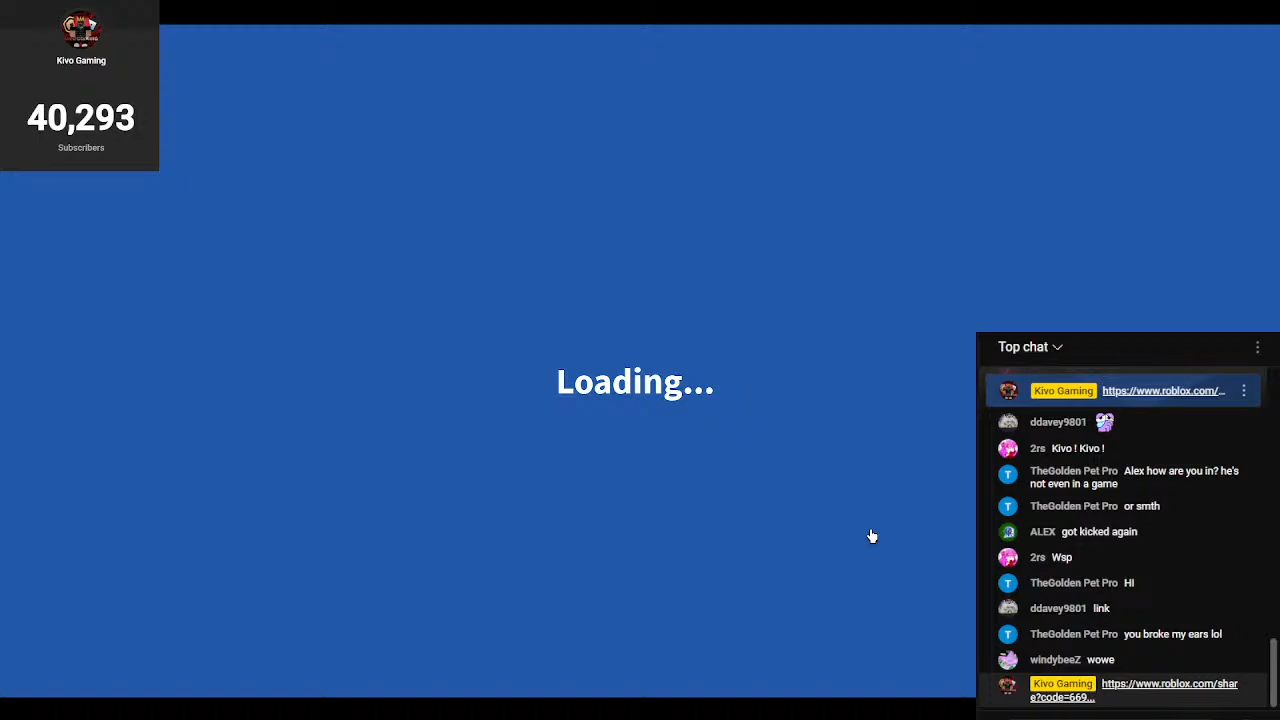 Kivo Gaming
40,293
Subscribers
Loading...
Top chat
Kivo Gaming https://www.roblox.com/...
ddavey9801
2rs Kivo ! Kivo !
TheGolden Pet Pro Alex how are you in? he's
not even in a game
TheGolden Pet Pro or smth
ALEX got kicked again
2rs Wsp
TheGolden Pet Pro HI
ddavey9801 link
TheGolden Pet Pro you broke my ears lol
windybeeZ wowe
Kivo Gaming https://www.roblox.com/shar
e?code=669...